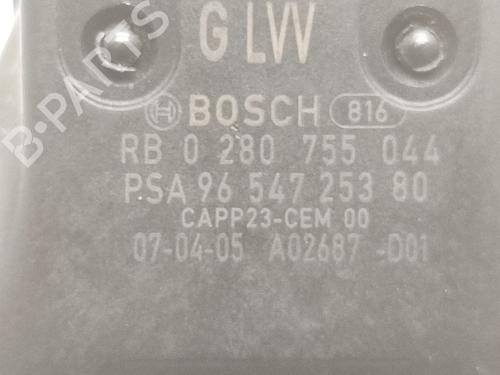 G LW
BOSCH 816
RB 0 280 755 044
PSA 96 547 253 80
CAPP23-CEM 00
07-04-05 A02687 -D01
B-PARTS